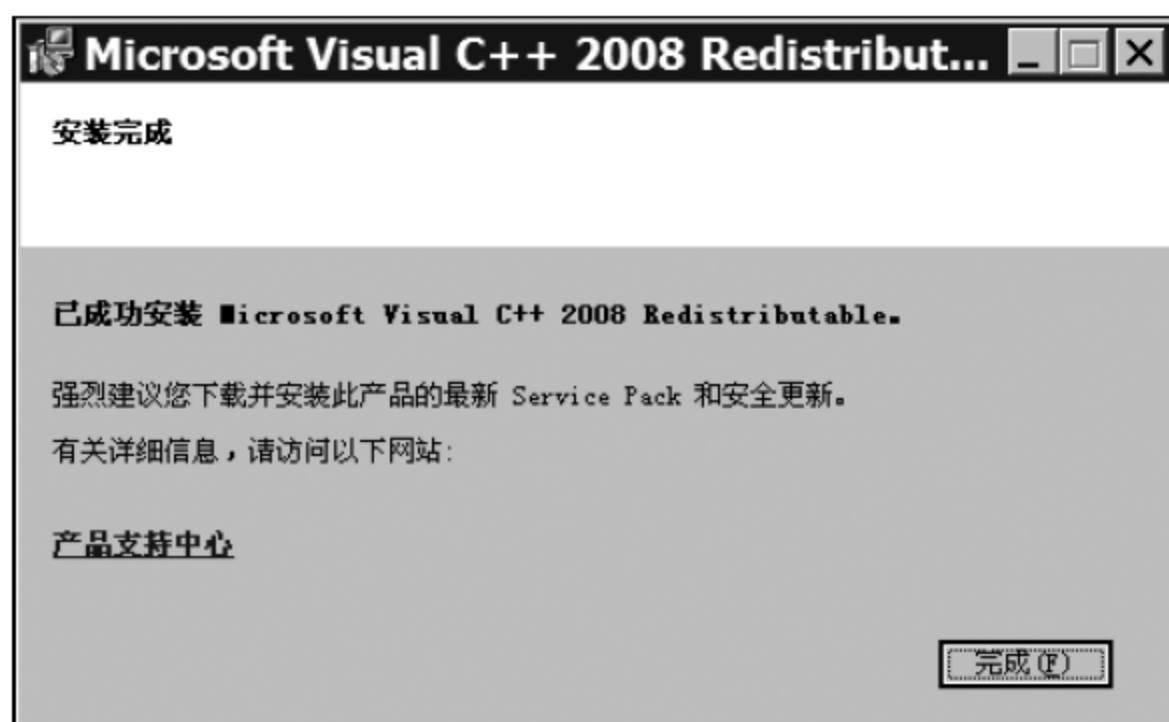 Microsoft Visual C++ 2008 Redistribut...
安装完成
已成功安装 Microsoft Visual C++ 2008 Redistributable。
强烈建议您下载并安装此产品的最新 Service Pack 和安全更新。
有关详细信息，请访问以下网站:
产品支持中心
完成(F)